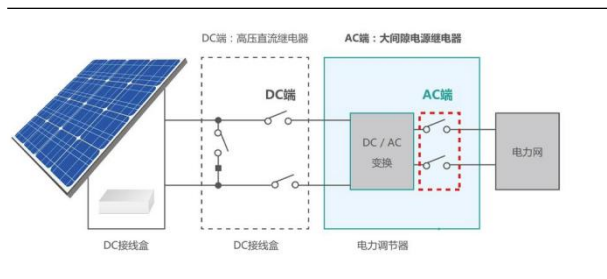 DC端：高压直流继电器
AC端：大间隙电源继电器
DC端
AC端
DC / AC
变换
电力网
DC接线盒
DC接线盒
电力调节器